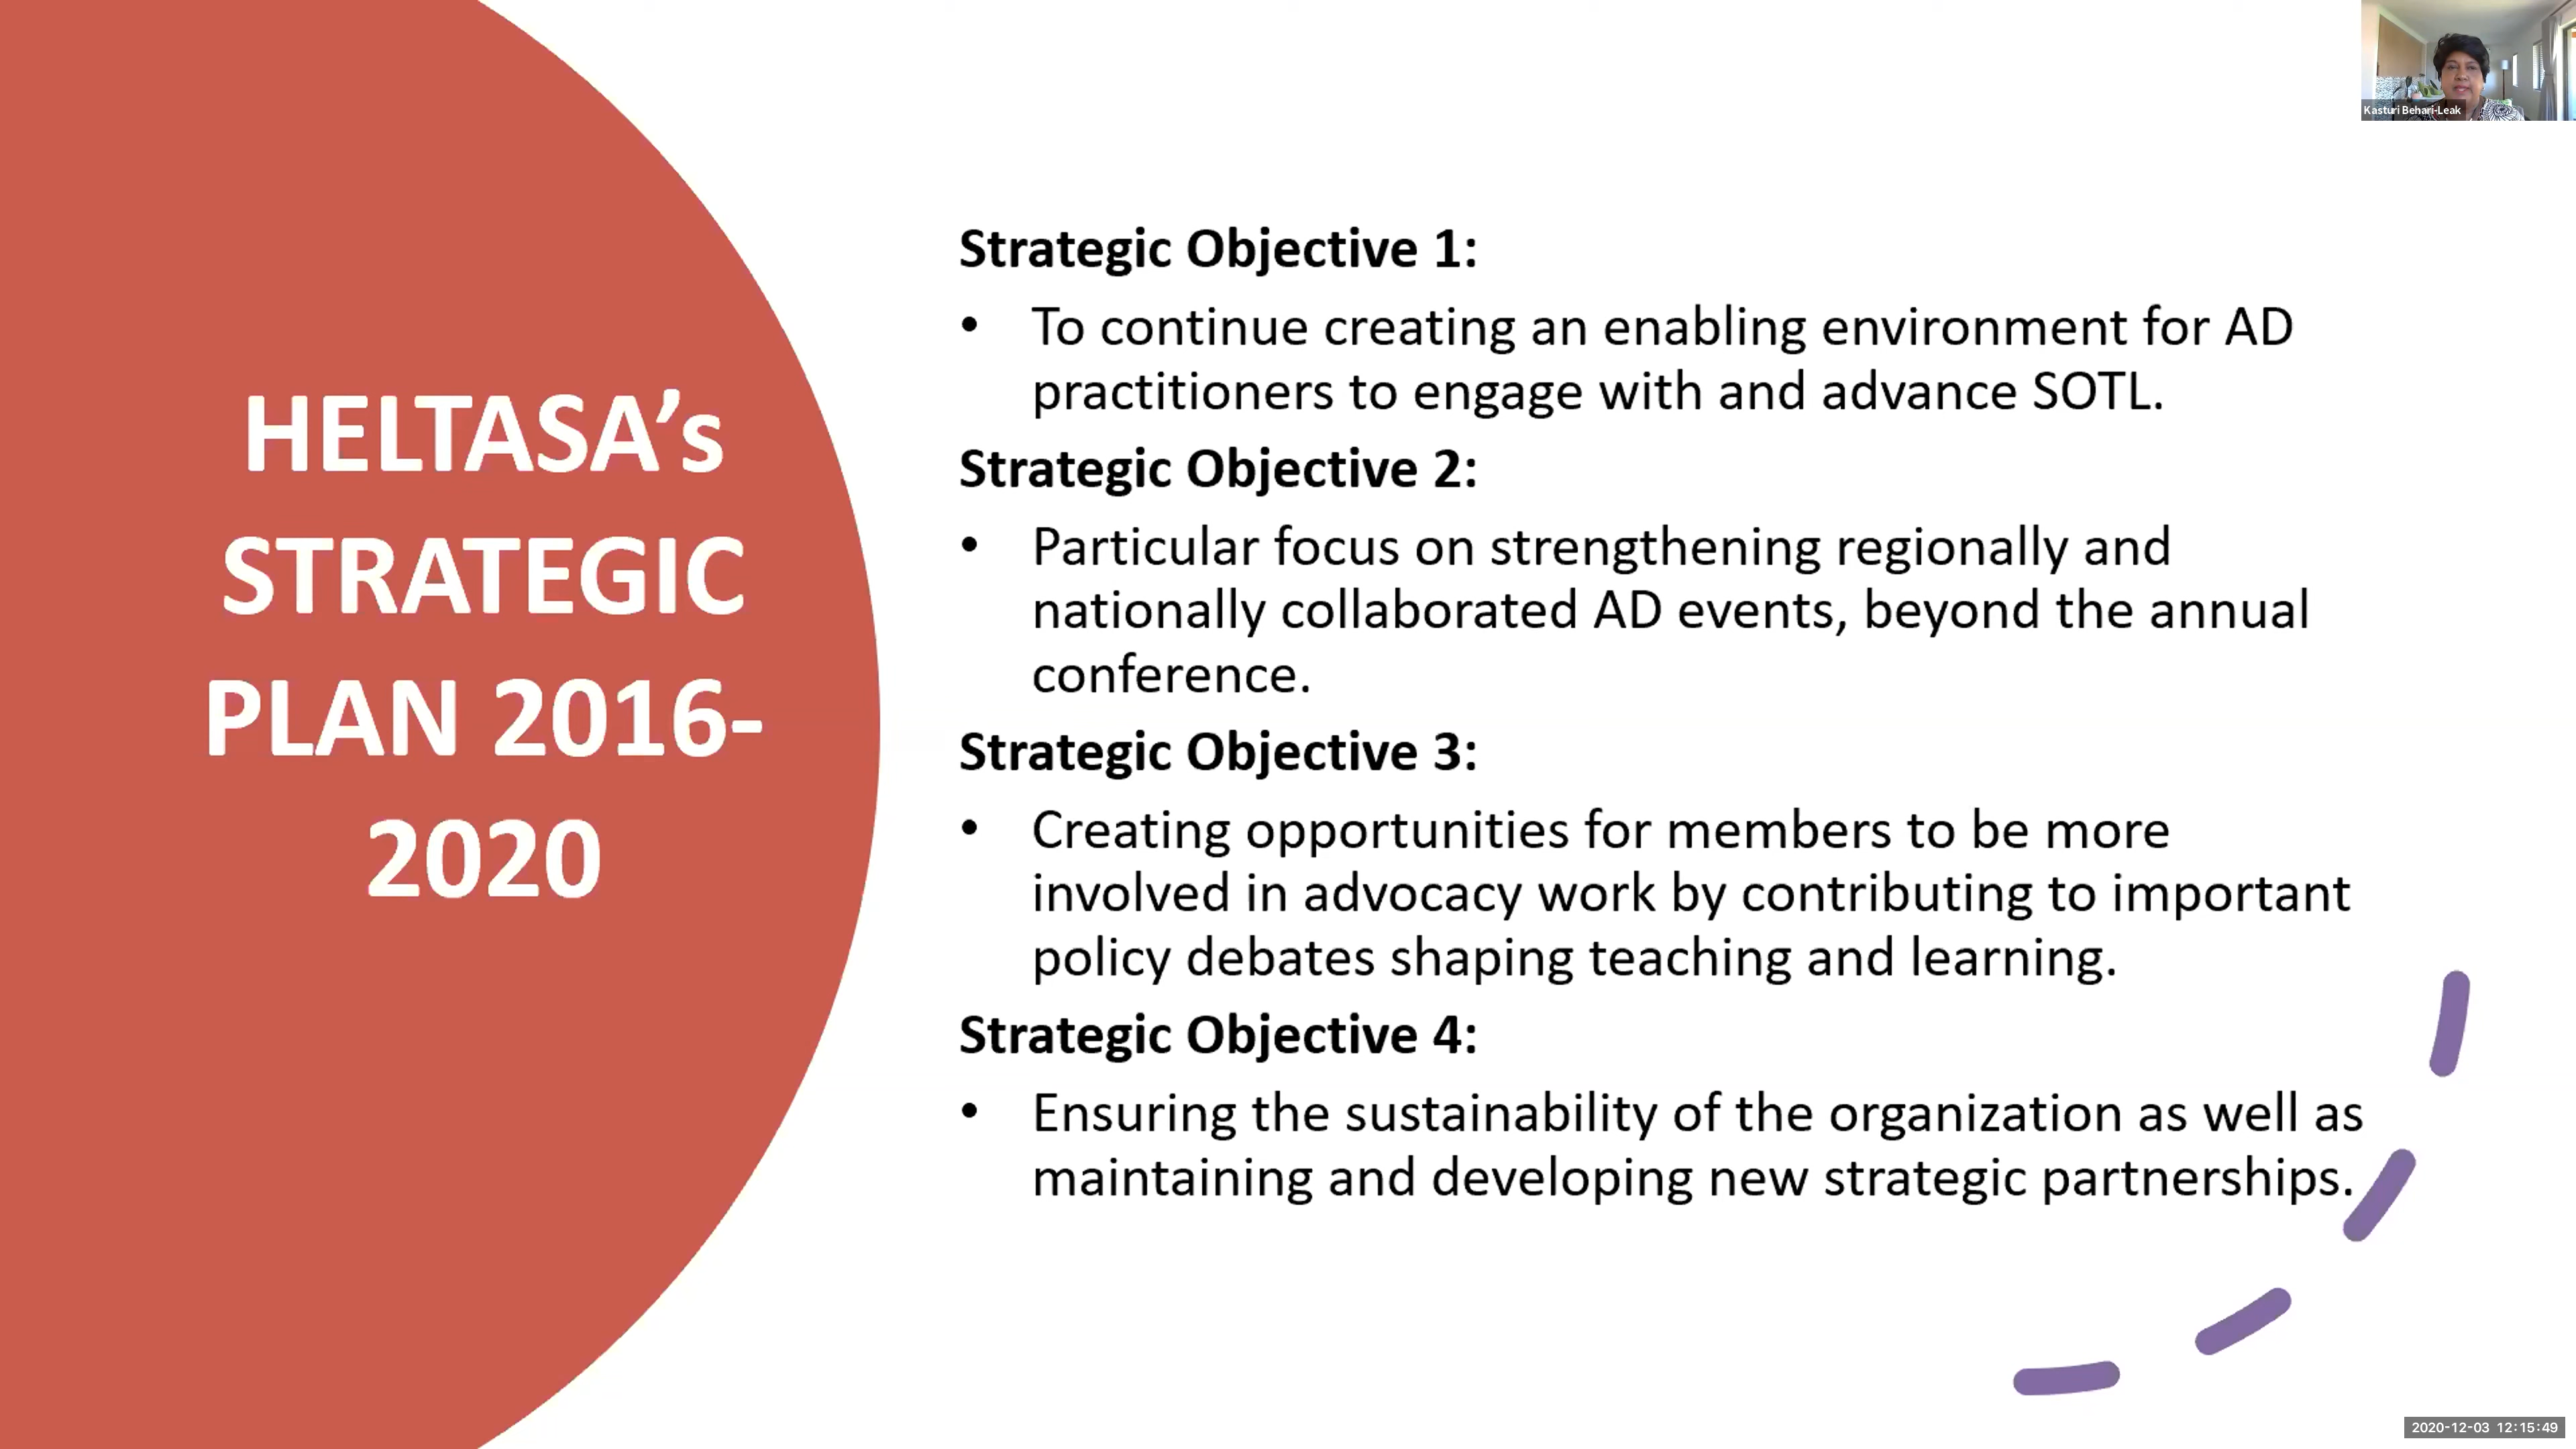 Kasturi Behari-Leak
HELTASA’s
STRATEGIC
PLAN 2016-
2020
Strategic Objective 1:
• To continue creating an enabling environment for AD
practitioners to engage with and advance SOTL.
Strategic Objective 2:
• Particular focus on strengthening regionally and
nationally collaborated AD events, beyond the annual
conference.
Strategic Objective 3:
• Creating opportunities for members to be more
involved in advocacy work by contributing to important
policy debates shaping teaching and learning.
Strategic Objective 4:
• Ensuring the sustainability of the organization as well as
maintaining and developing new strategic partnerships.
2020-12-03 12:15:49